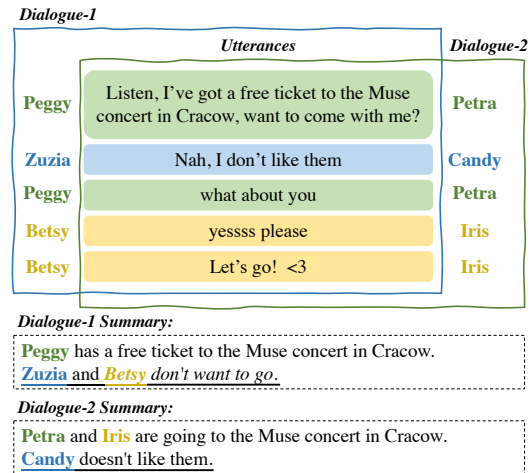 Dialogue-1
Utterances Dialogue-2
Peggy Listen, I've got a free ticket to the Muse concert in Cracow, want to come with me? Petra
Zuzia Nah, I don't like them Candy
Peggy what about you Petra
Betsy yessss please Iris
Betsy Let's go! <3 Iris
Dialogue-1 Summary:
Peggy has a free ticket to the Muse concert in Cracow.
Zuzia and Betsy don't want to go.
Dialogue-2 Summary:
Petra and Iris are going to the Muse concert in Cracow.
Candy doesn't like them.